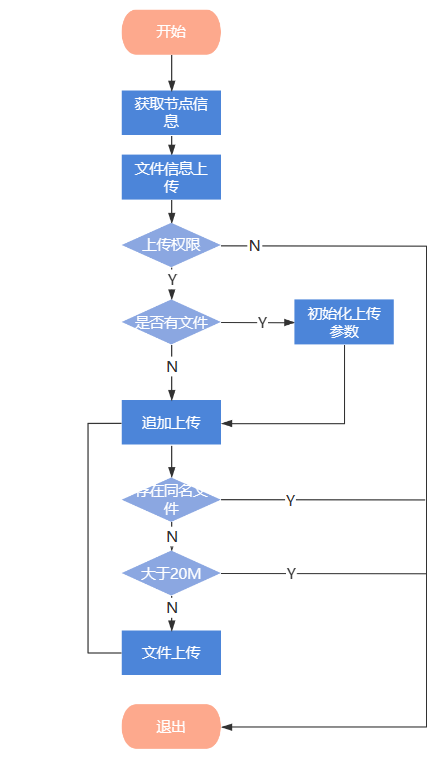 开始
获取节点信
息
文件信息上
传
上传权限
N
Y
是否有文件
Y
初始化上传
参数
N
追加上传
存在同名文
件
Y
N
大于20M
Y
N
文件上传
退出